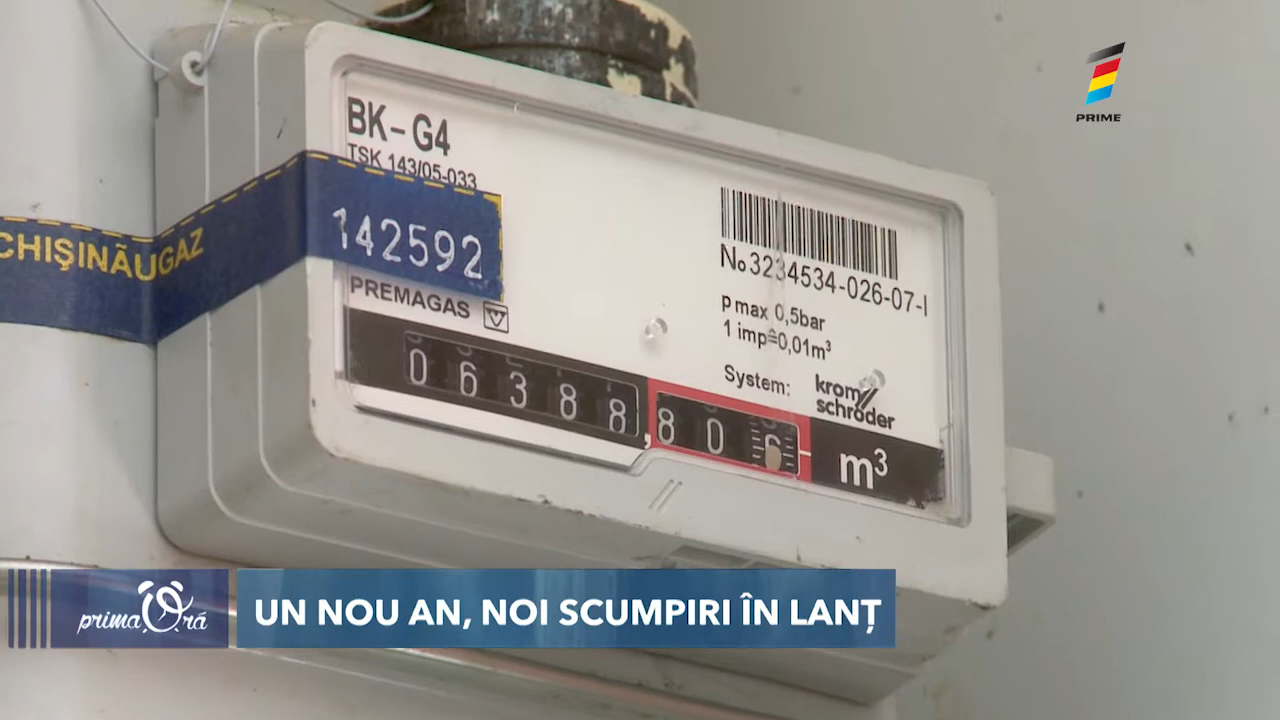 PRIME
BK-G4
TSK 143/05-033
CHIȘINĂUGAZ
142592
PREMAGAS
№3234534-026-07-I
p max 0,5bar
1 imp≙0,01m³
System:
krom
schröder
06388,806
m³
prima Oră
UN NOU AN, NOI SCUMPIRI ÎN LANȚ